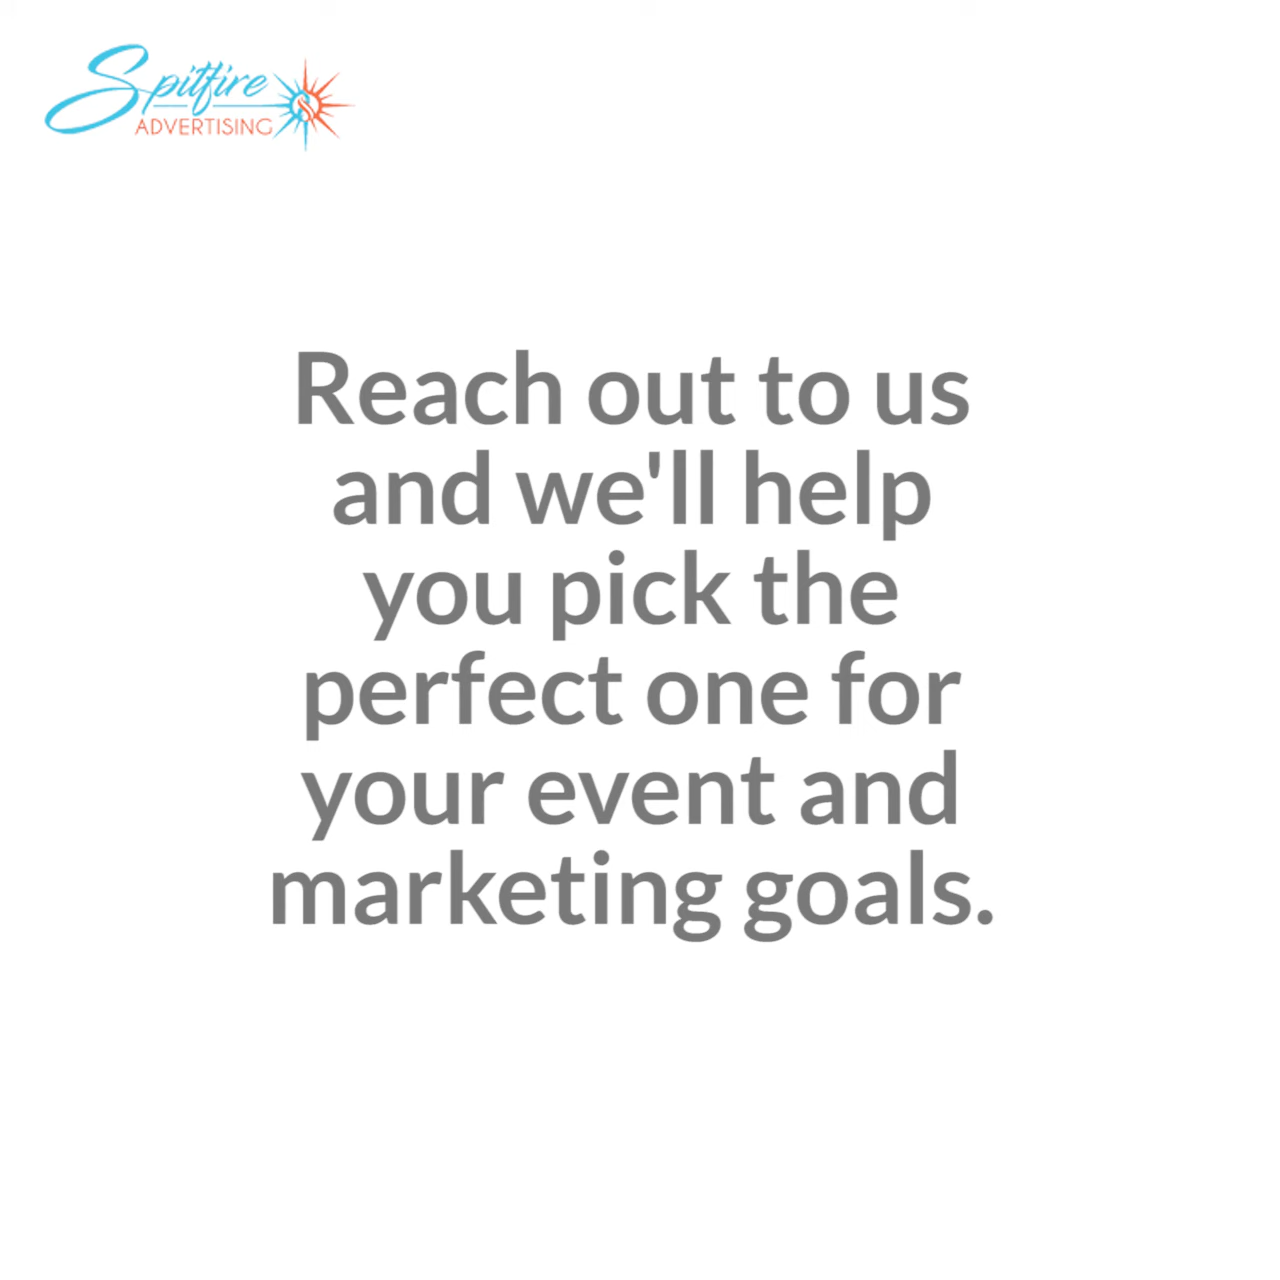 Spitfire
ADVERTISING
Reach out to us
and we'll help
you pick the
perfect one for
your event and
marketing goals.